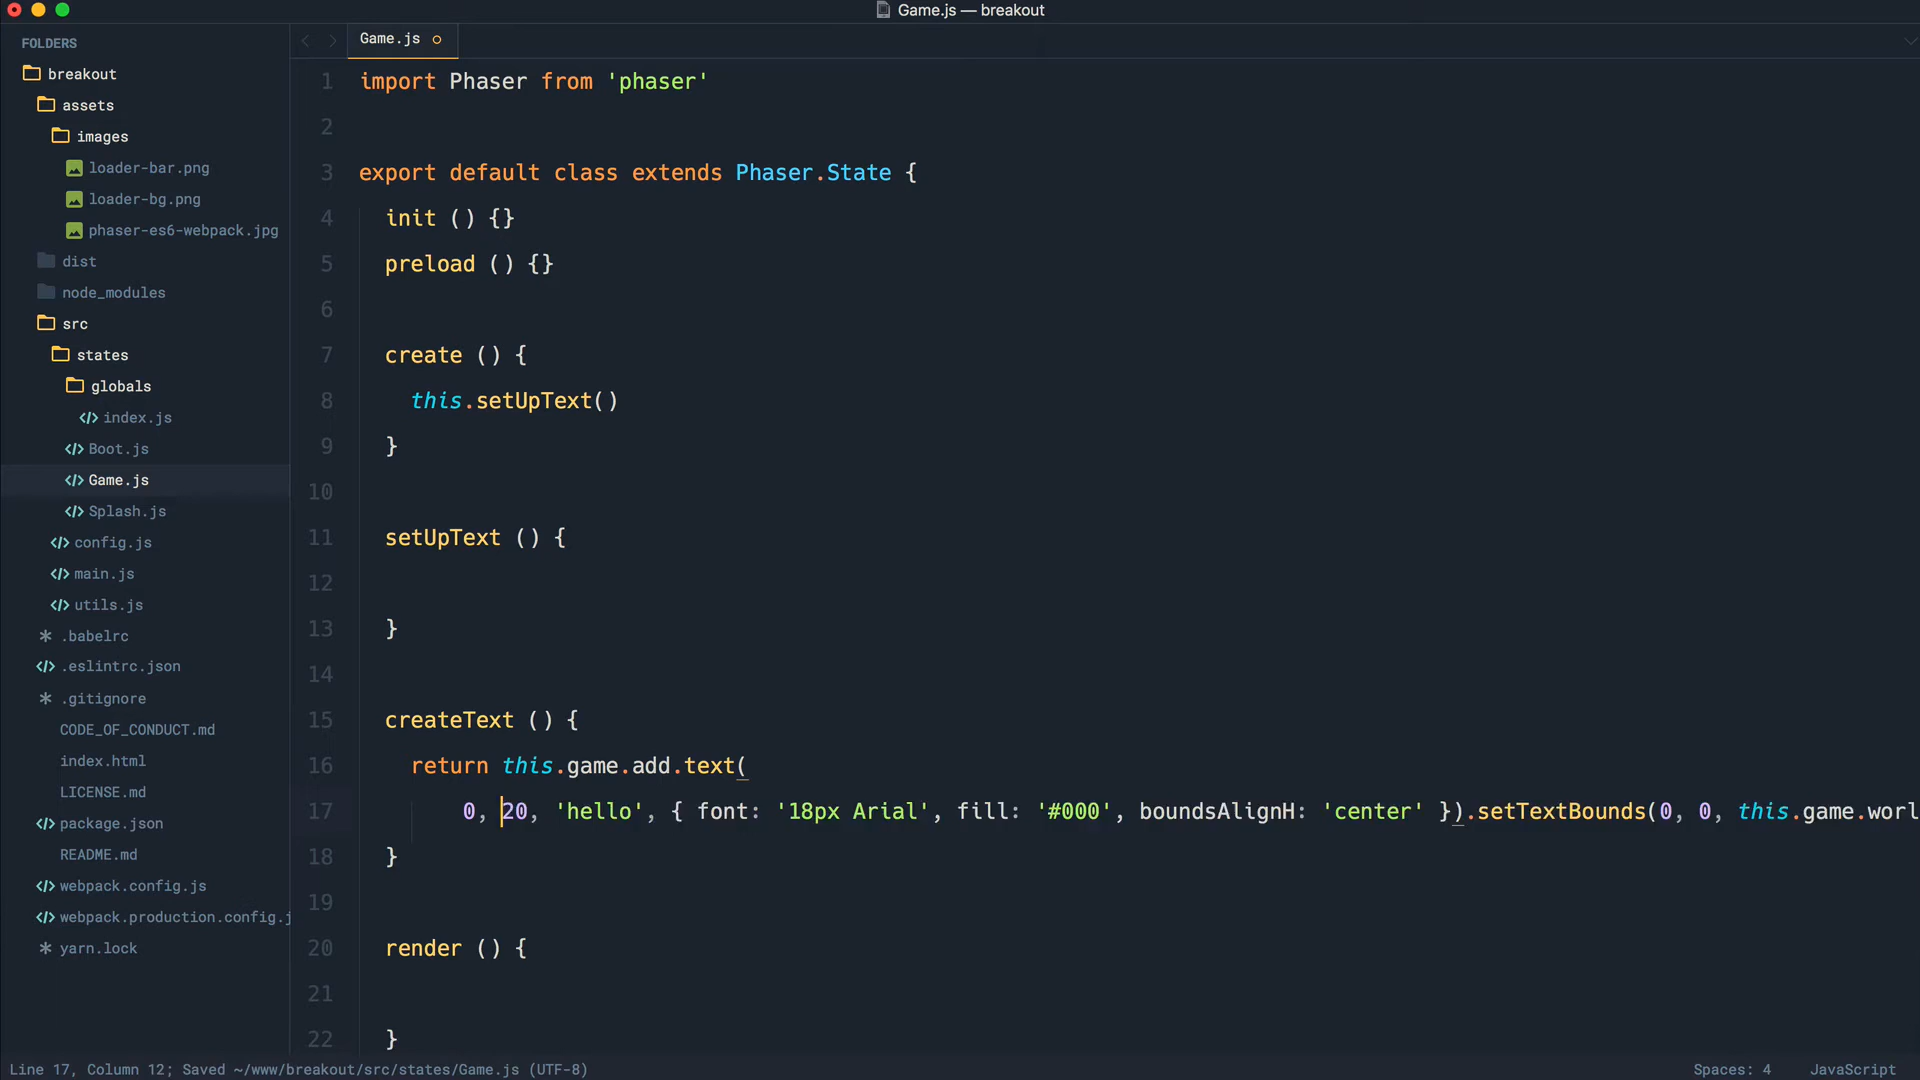 Game.js — breakout
FOLDERS
breakout
assets
images
loader-bar.png
loader-bg.png
phaser-es6-webpack.jpg
dist
node_modules
src
states
globals
index.js
Boot.js
Game.js
Splash.js
config.js
main.js
utils.js
.babelrc
.eslintrc.json
.gitignore
CODE_OF_CONDUCT.md
index.html
LICENSE.md
package.json
README.md
webpack.config.js
webpack.production.config.j
yarn.lock
Game.js
1 import Phaser from 'phaser'
2
3 export default class extends Phaser.State {
4 init () {}
5 preload () {}
6
7 create () {
8 this.setUpText()
9 }
10
11 setUpText () {
12
13 }
14
15 createText () {
16 return this.game.add.text(
17 0, 20, 'hello', { font: '18px Arial', fill: '#000', boundsAlignH: 'center' }).setTextBounds(0, 0, this.game.worl
18 }
19
20 render () {
21
22 }
Line 17, Column 12; Saved ~/www/breakout/src/states/Game.js (UTF-8)
Spaces: 4
JavaScript